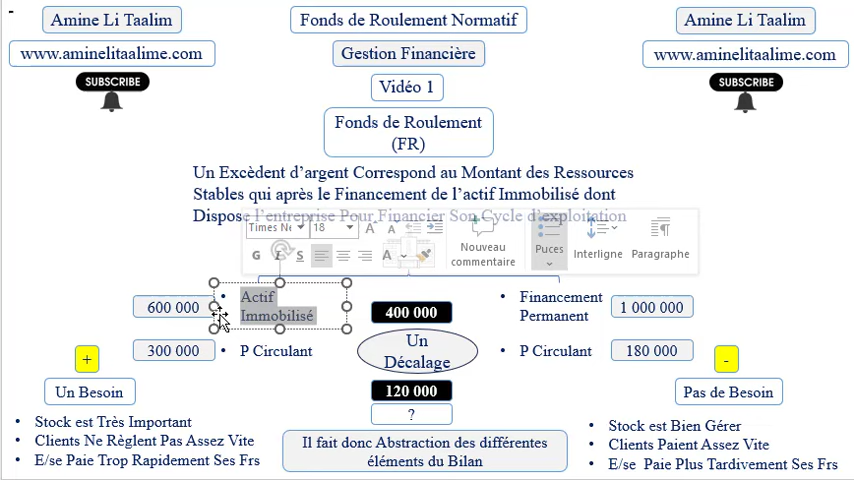 Amine Li Taalim
Fonds de Roulement Normatif
Amine Li Taalim
www.aminelitaalime.com
Gestion Financière
www.aminelitaalime.com
SUBSCRIBE
Vidéo 1
SUBSCRIBE
Fonds de Roulement
(FR)
Un Excèdent d’argent Correspond au Montant des Ressources
Stables qui après le Financement de l’actif Immobilisé dont
Dispose l’entreprise Pour Financier Son Cycle d’exploitation
Times Ne 18 A A
G I S A
Nouveau
commentaire
Puces
Interligne
Paragraphe
600 000
• Actif
Immobilisé
400 000
• Financement
Permanent
1 000 000
300 000
• P Circulant
Un
Décalage
• P Circulant
180 000
+
-
Un Besoin
120 000
Pas de Besoin
?
• Stock est Très Important
• Clients Ne Règlent Pas Assez Vite
• E/se Paie Trop Rapidement Ses Frs
Il fait donc Abstraction des différentes
éléments du Bilan
• Stock est Bien Gérer
• Clients Paient Assez Vite
• E/se Paie Plus Tardivement Ses Frs